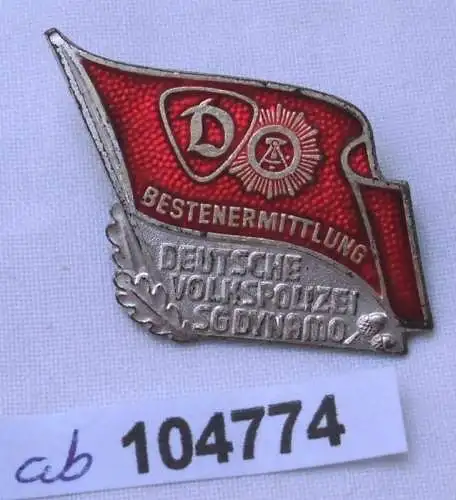 D
BESTENERMITTLUNG
DEUTSCHE
VOLKSPOLIZEI
SG DYNAMO
ab 104774